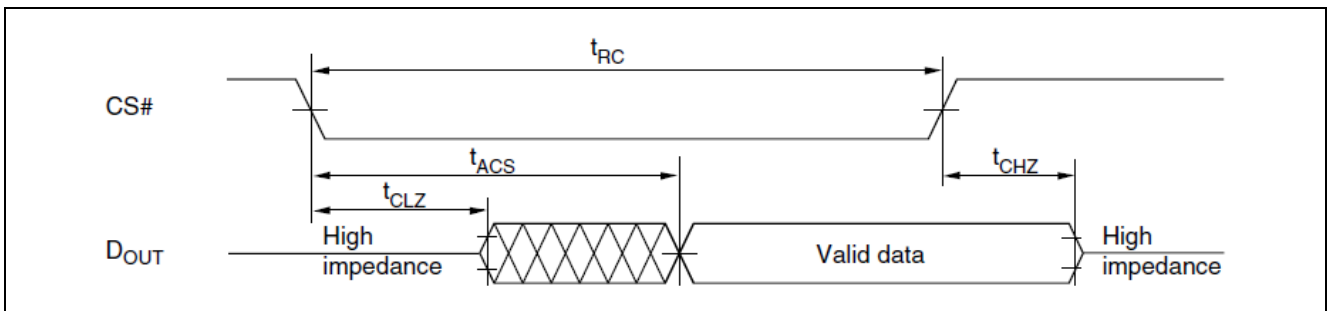 tRC
CS#
tACS
tCHZ
tCLZ
DOUT
High
impedance
Valid data
High
impedance